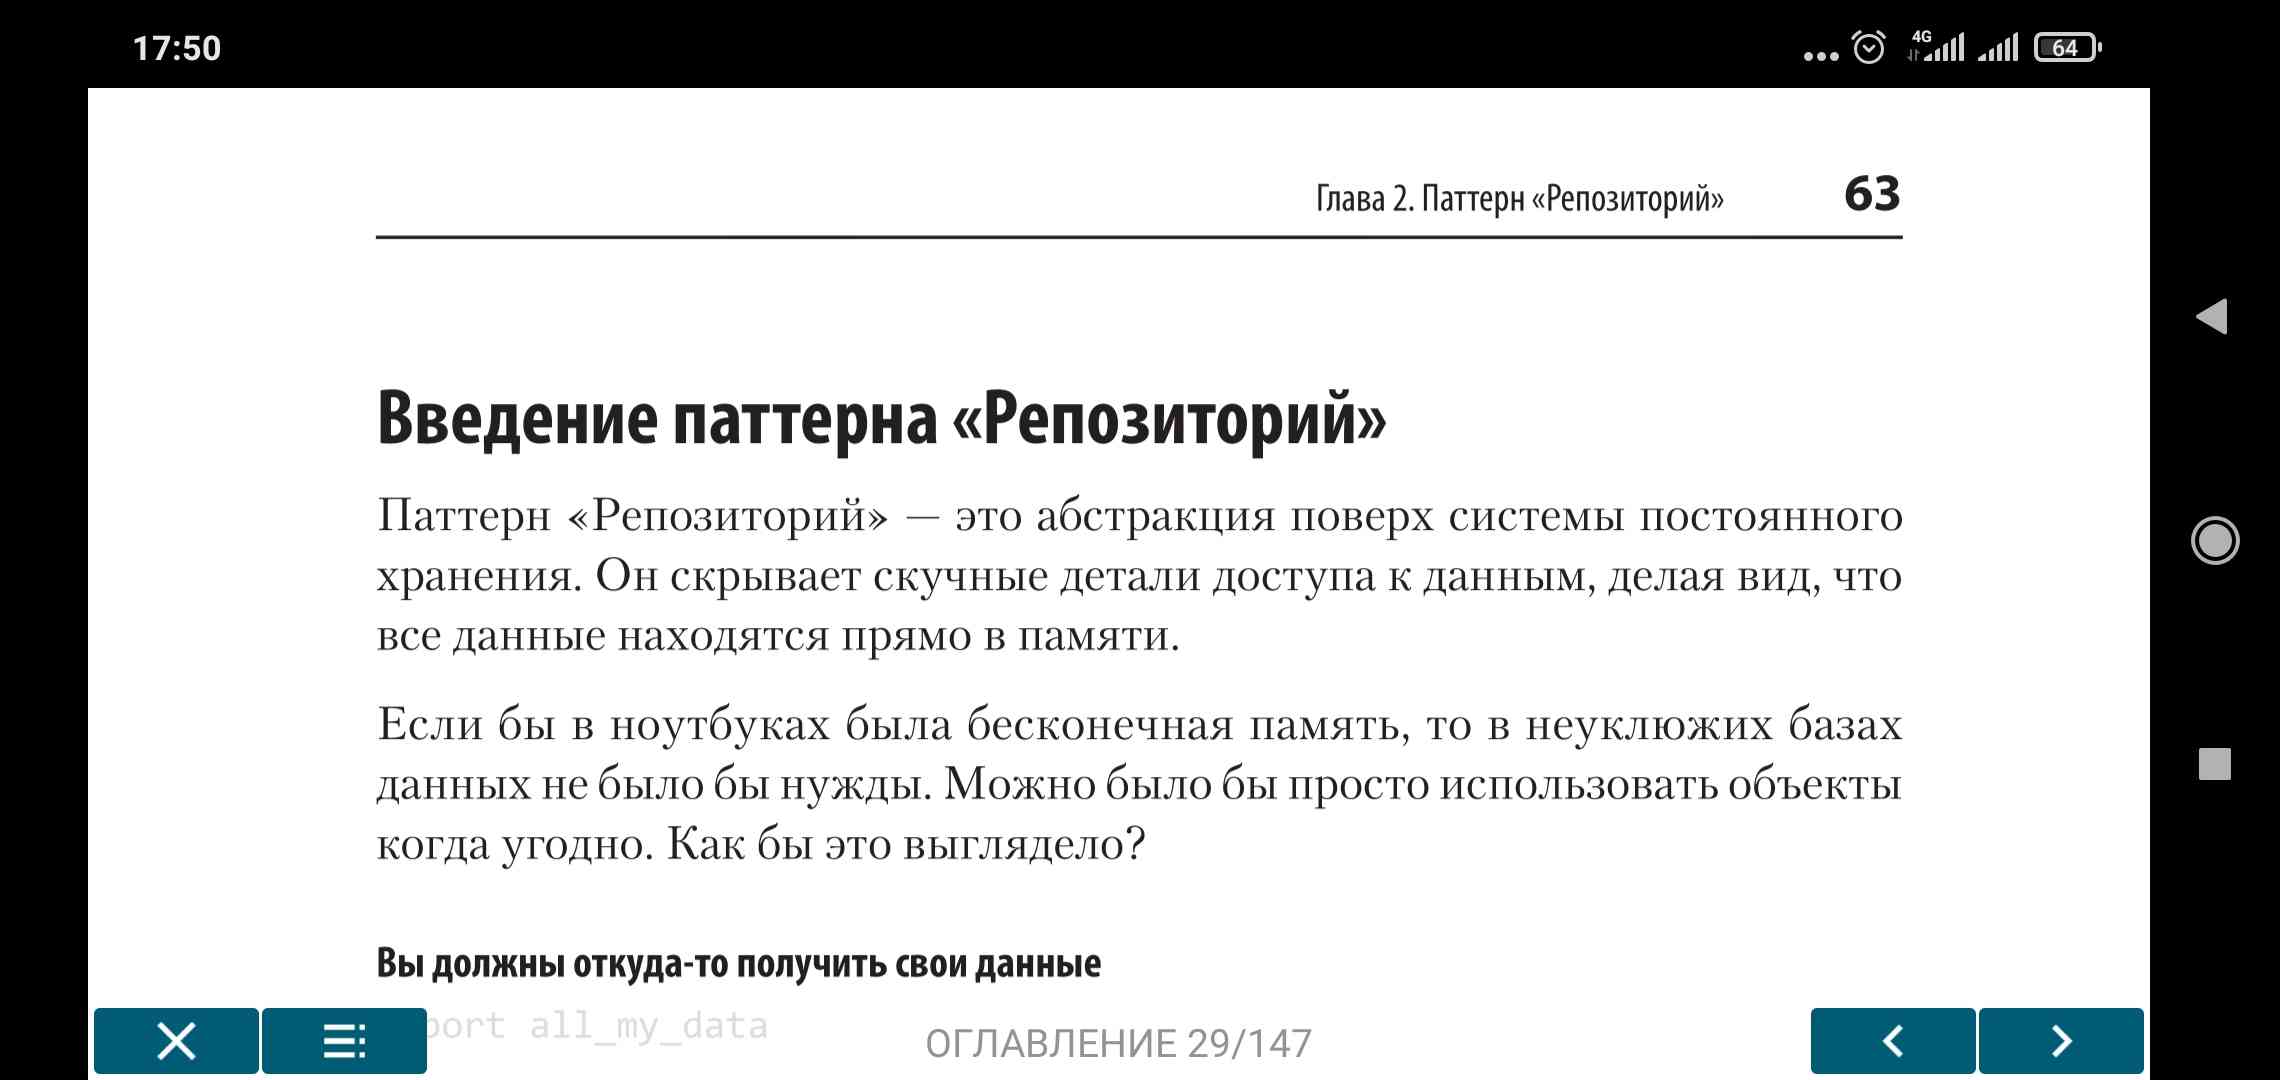 17:50
4G
64
Глава 2. Паттерн «Репозиторий» 63
Введение паттерна «Репозиторий»
Паттерн «Репозиторий» — это абстракция поверх системы постоянного
хранения. Он скрывает скучные детали доступа к данным, делая вид, что
все данные находятся прямо в памяти.
Если бы в ноутбуках была бесконечная память, то в неуклюжих базах
данных не было бы нужды. Можно было бы просто использовать объекты
когда угодно. Как бы это выглядело?
Вы должны откуда-то получить свои данные
port all_my_data
ОГЛАВЛЕНИЕ 29/147